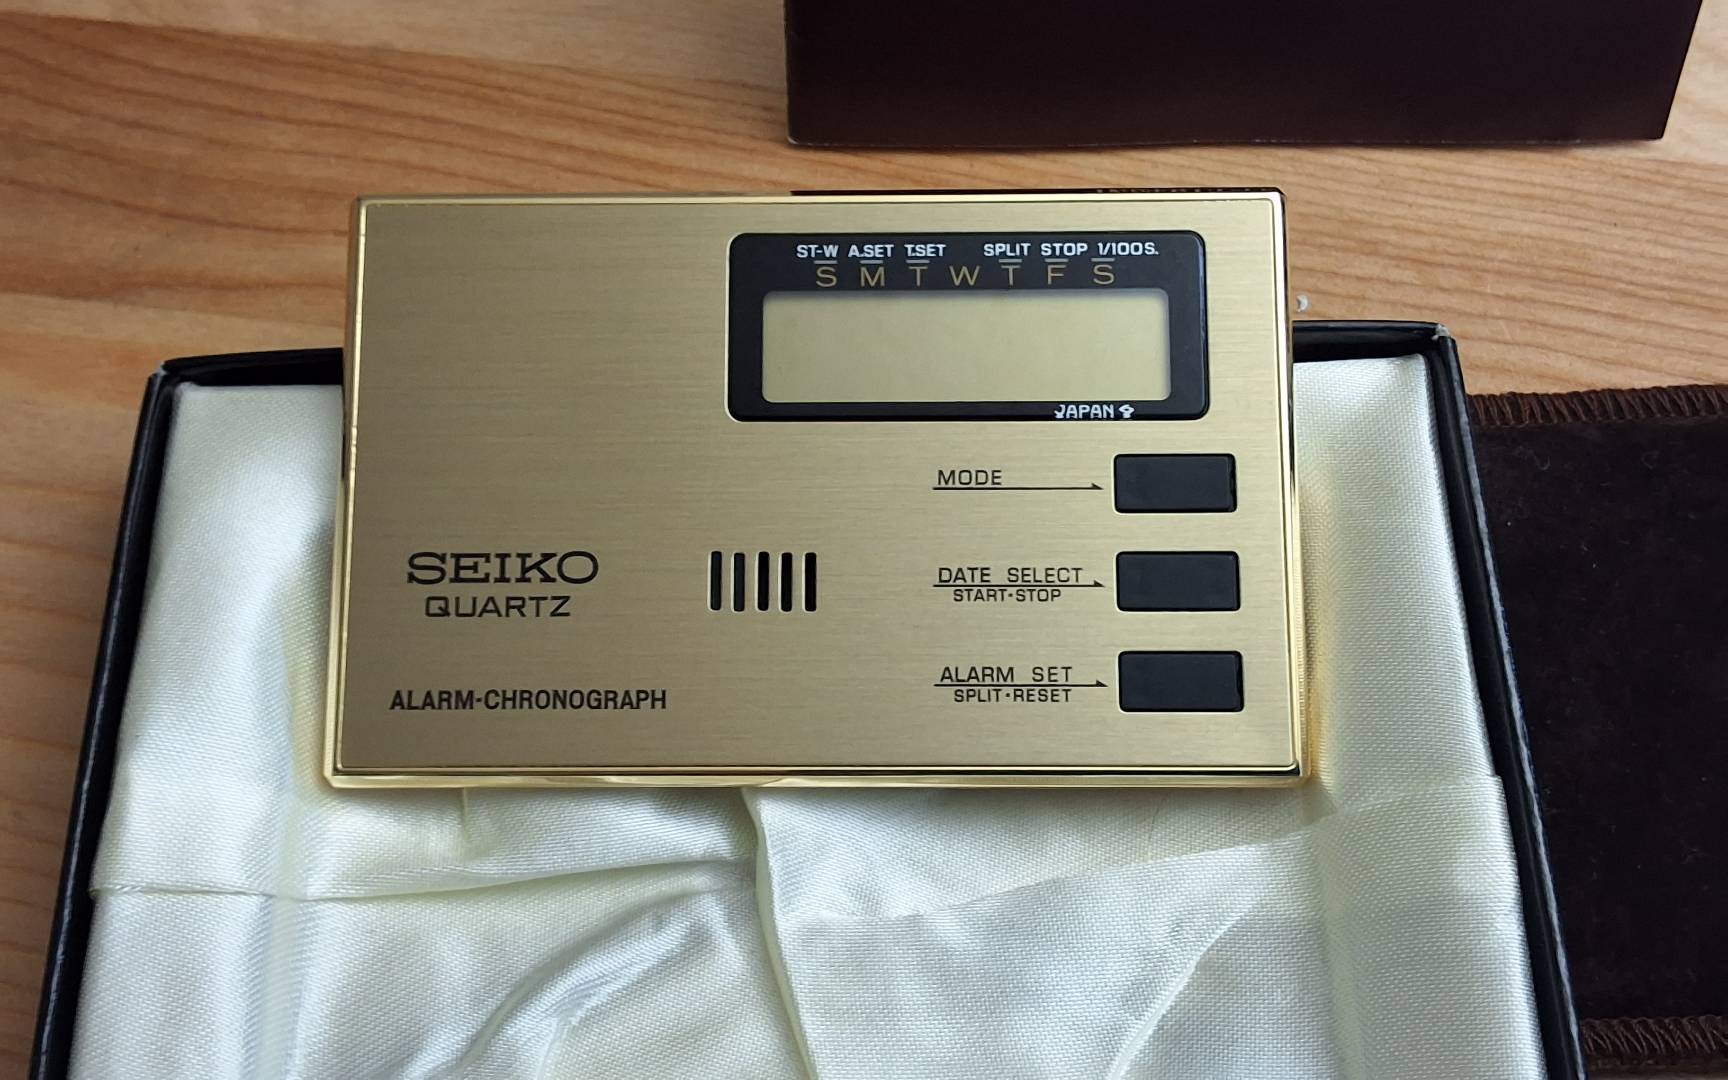 ST-W A.SET T.SET SPLIT STOP 1/100S.
S M T W T F S
JAPAN
MODE
SEIKO
QUARTZ
DATE SELECT
START·STOP
ALARM SET
SPLIT·RESET
ALARM-CHRONOGRAPH